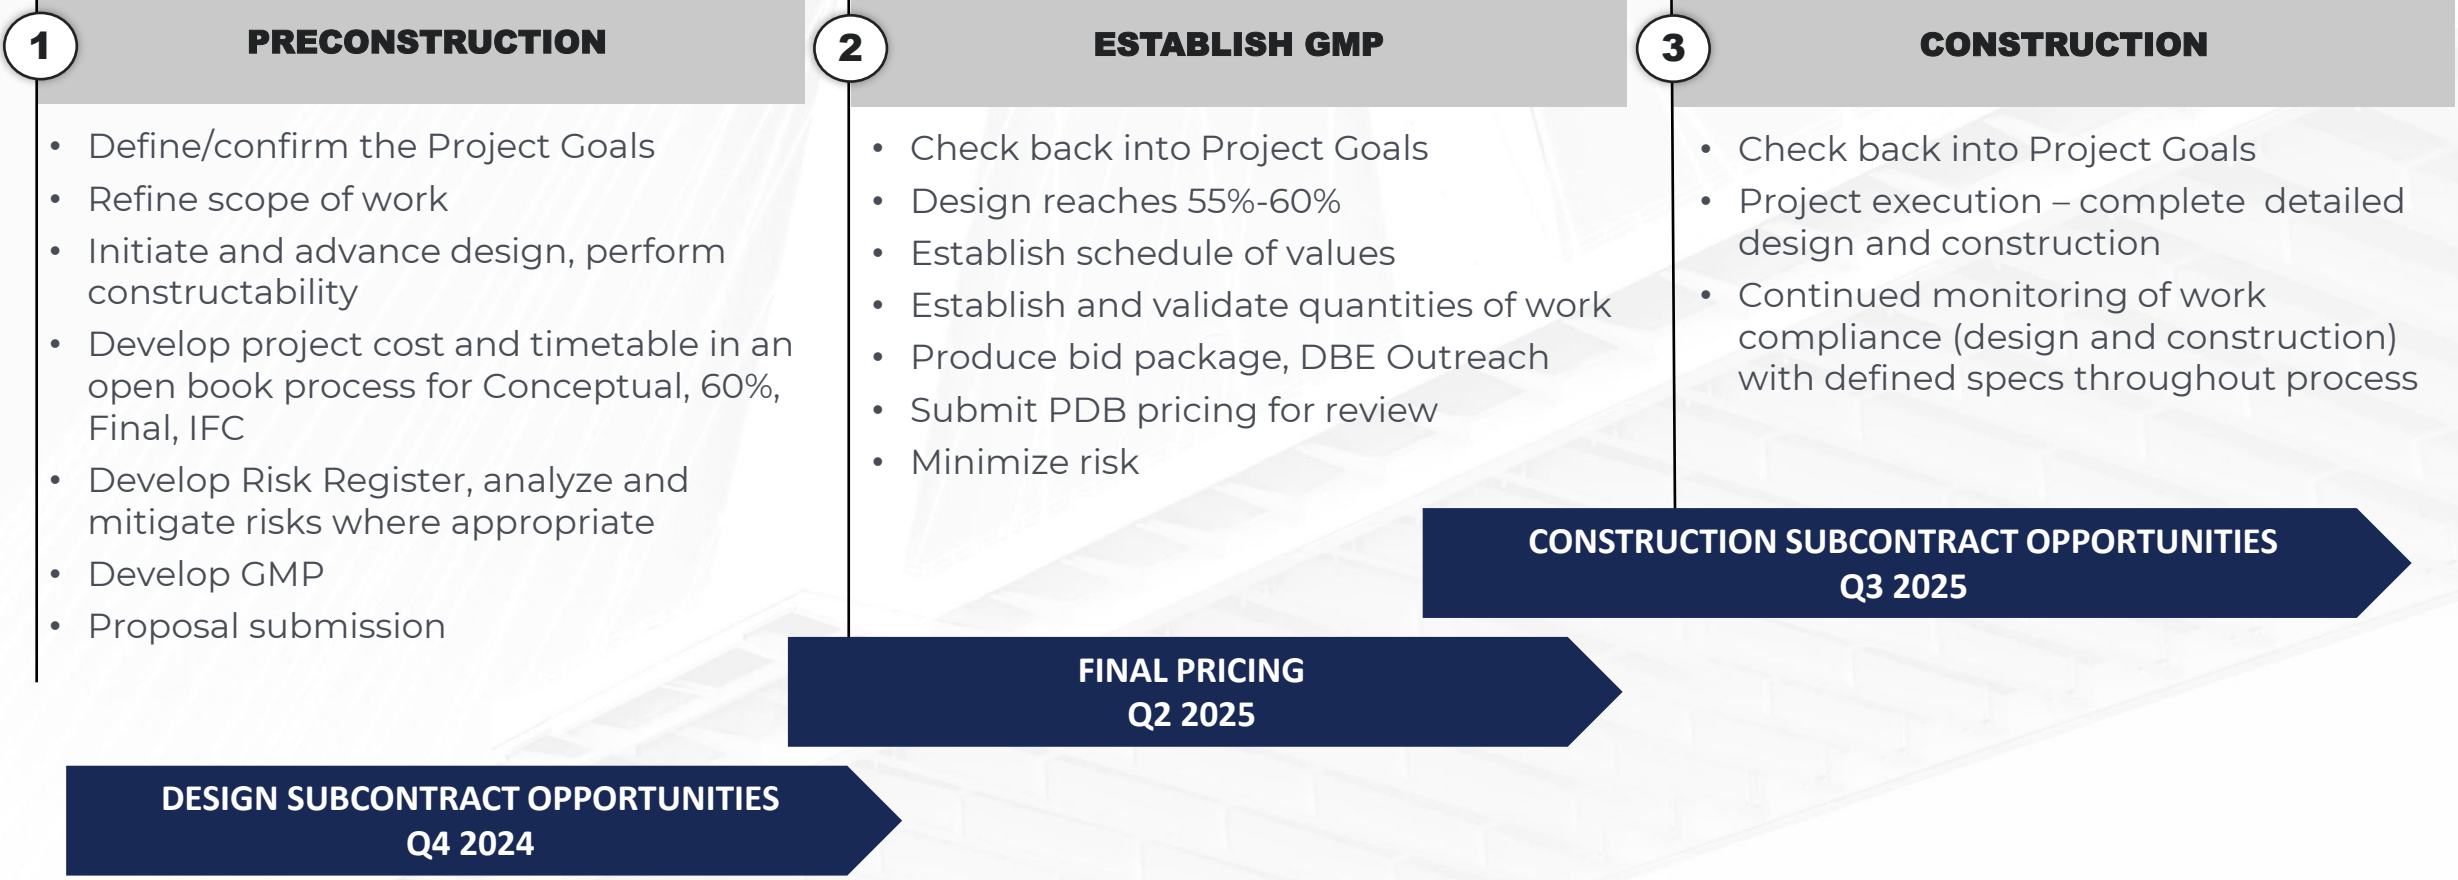 1
PRECONSTRUCTION
• Define/confirm the Project Goals
• Refine scope of work
• Initiate and advance design, perform
constructability
• Develop project cost and timetable in an
open book process for Conceptual, 60%,
Final, IFC
• Develop Risk Register, analyze and
mitigate risks where appropriate
• Develop GMP
• Proposal submission
DESIGN SUBCONTRACT OPPORTUNITIES
Q4 2024
2
ESTABLISH GMP
• Check back into Project Goals
• Design reaches 55%-60%
• Establish schedule of values
• Establish and validate quantities of work
• Produce bid package, DBE Outreach
• Submit PDB pricing for review
• Minimize risk
FINAL PRICING
Q2 2025
3
CONSTRUCTION
• Check back into Project Goals
• Project execution – complete  detailed
design and construction
• Continued monitoring of work
compliance (design and construction)
with defined specs throughout process
CONSTRUCTION SUBCONTRACT OPPORTUNITIES
Q3 2025